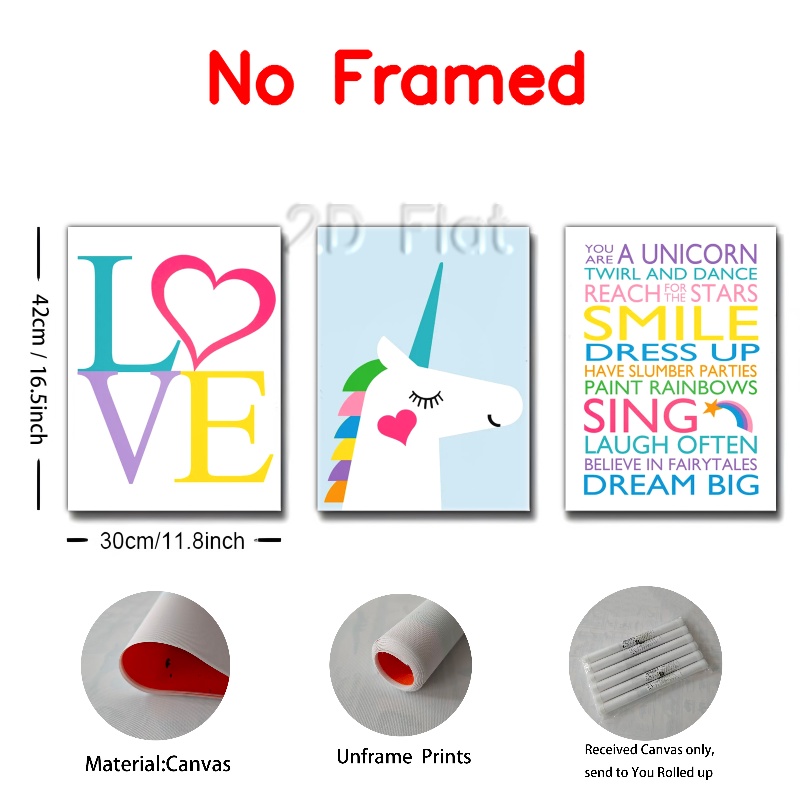 No Framed
2D Flat
42cm / 16.5inch
L
VE
YOU ARE A UNICORN
TWIRL AND DANCE
REACH FOR THE STARS
SMILE
DRESS UP
HAVE SLUMBER PARTIES
PAINT RAINBOWS
SING
LAUGH OFTEN
BELIEVE IN FAIRYTALES
DREAM BIG
30cm/11.8inch
Material:Canvas
Unframe Prints
Received Canvas only,
send to You Rolled up